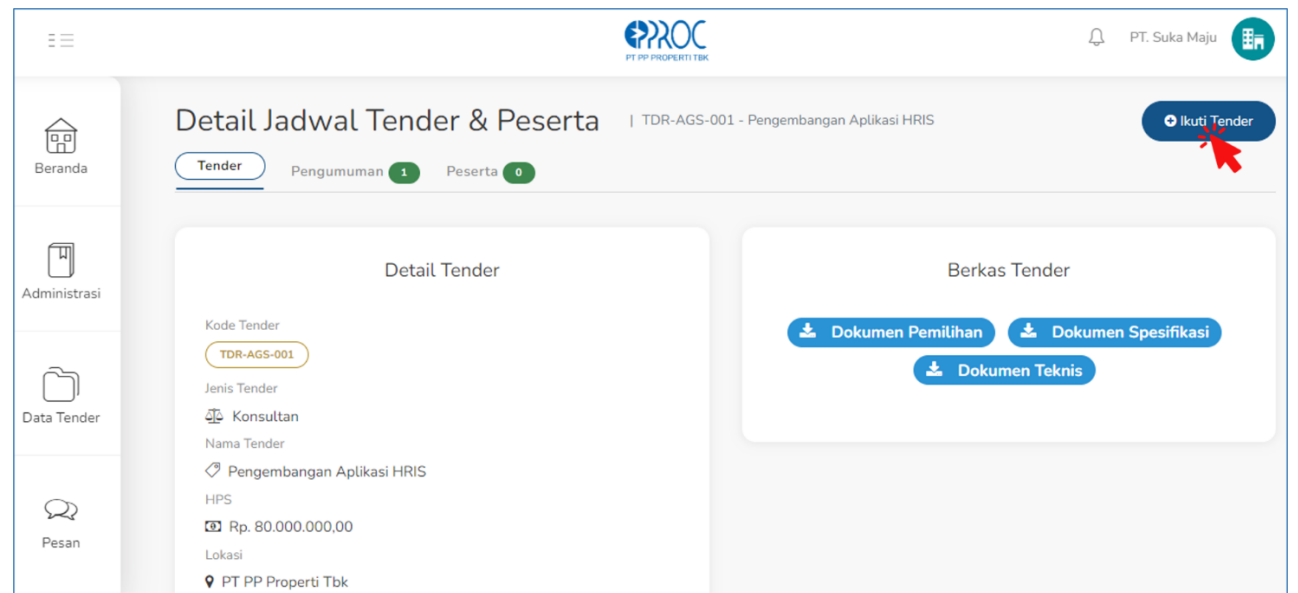 EPROC
PT PP PROPERTI TBK
PT. Suka Maju
Detail Jadwal Tender & Peserta | TDR-AGS-001 - Pengembangan Aplikasi HRIS
Ikuti Tender
Tender Pengumuman 1 Peserta 0
Beranda
Administrasi
Data Tender
Pesan
Detail Tender
Kode Tender
TDR-AGS-001
Jenis Tender
Konsultan
Nama Tender
Pengembangan Aplikasi HRIS
HPS
Rp. 80.000.000,00
Lokasi
PT PP Properti Tbk
Berkas Tender
Dokumen Pemilihan Dokumen Spesifikasi
Dokumen Teknis